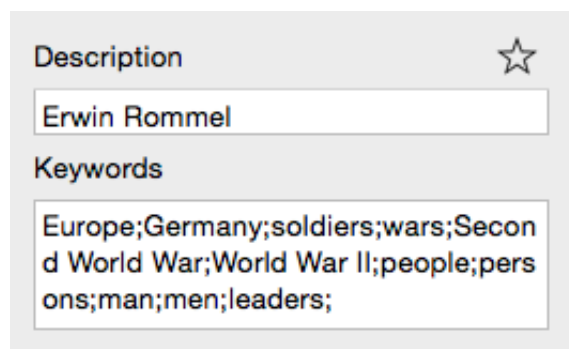 Description
Erwin Rommel
Keywords
Europe;Germany;soldiers;wars;Secon
d World War;World War II;people;pers
ons;man;men;leaders;